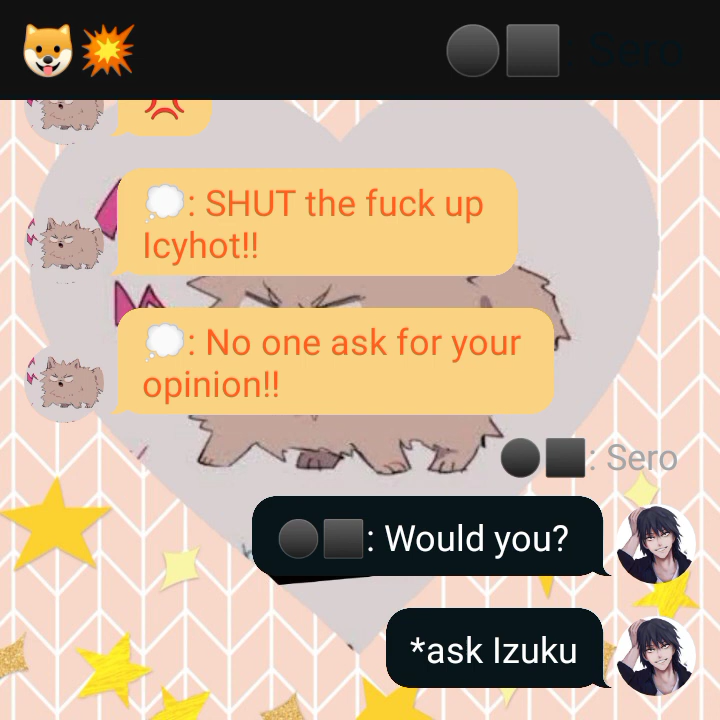 Sero
: SHUT the fuck up
Icyhot!!
: No one ask for your
opinion!!
: Sero
: Would you?
*ask Izuku